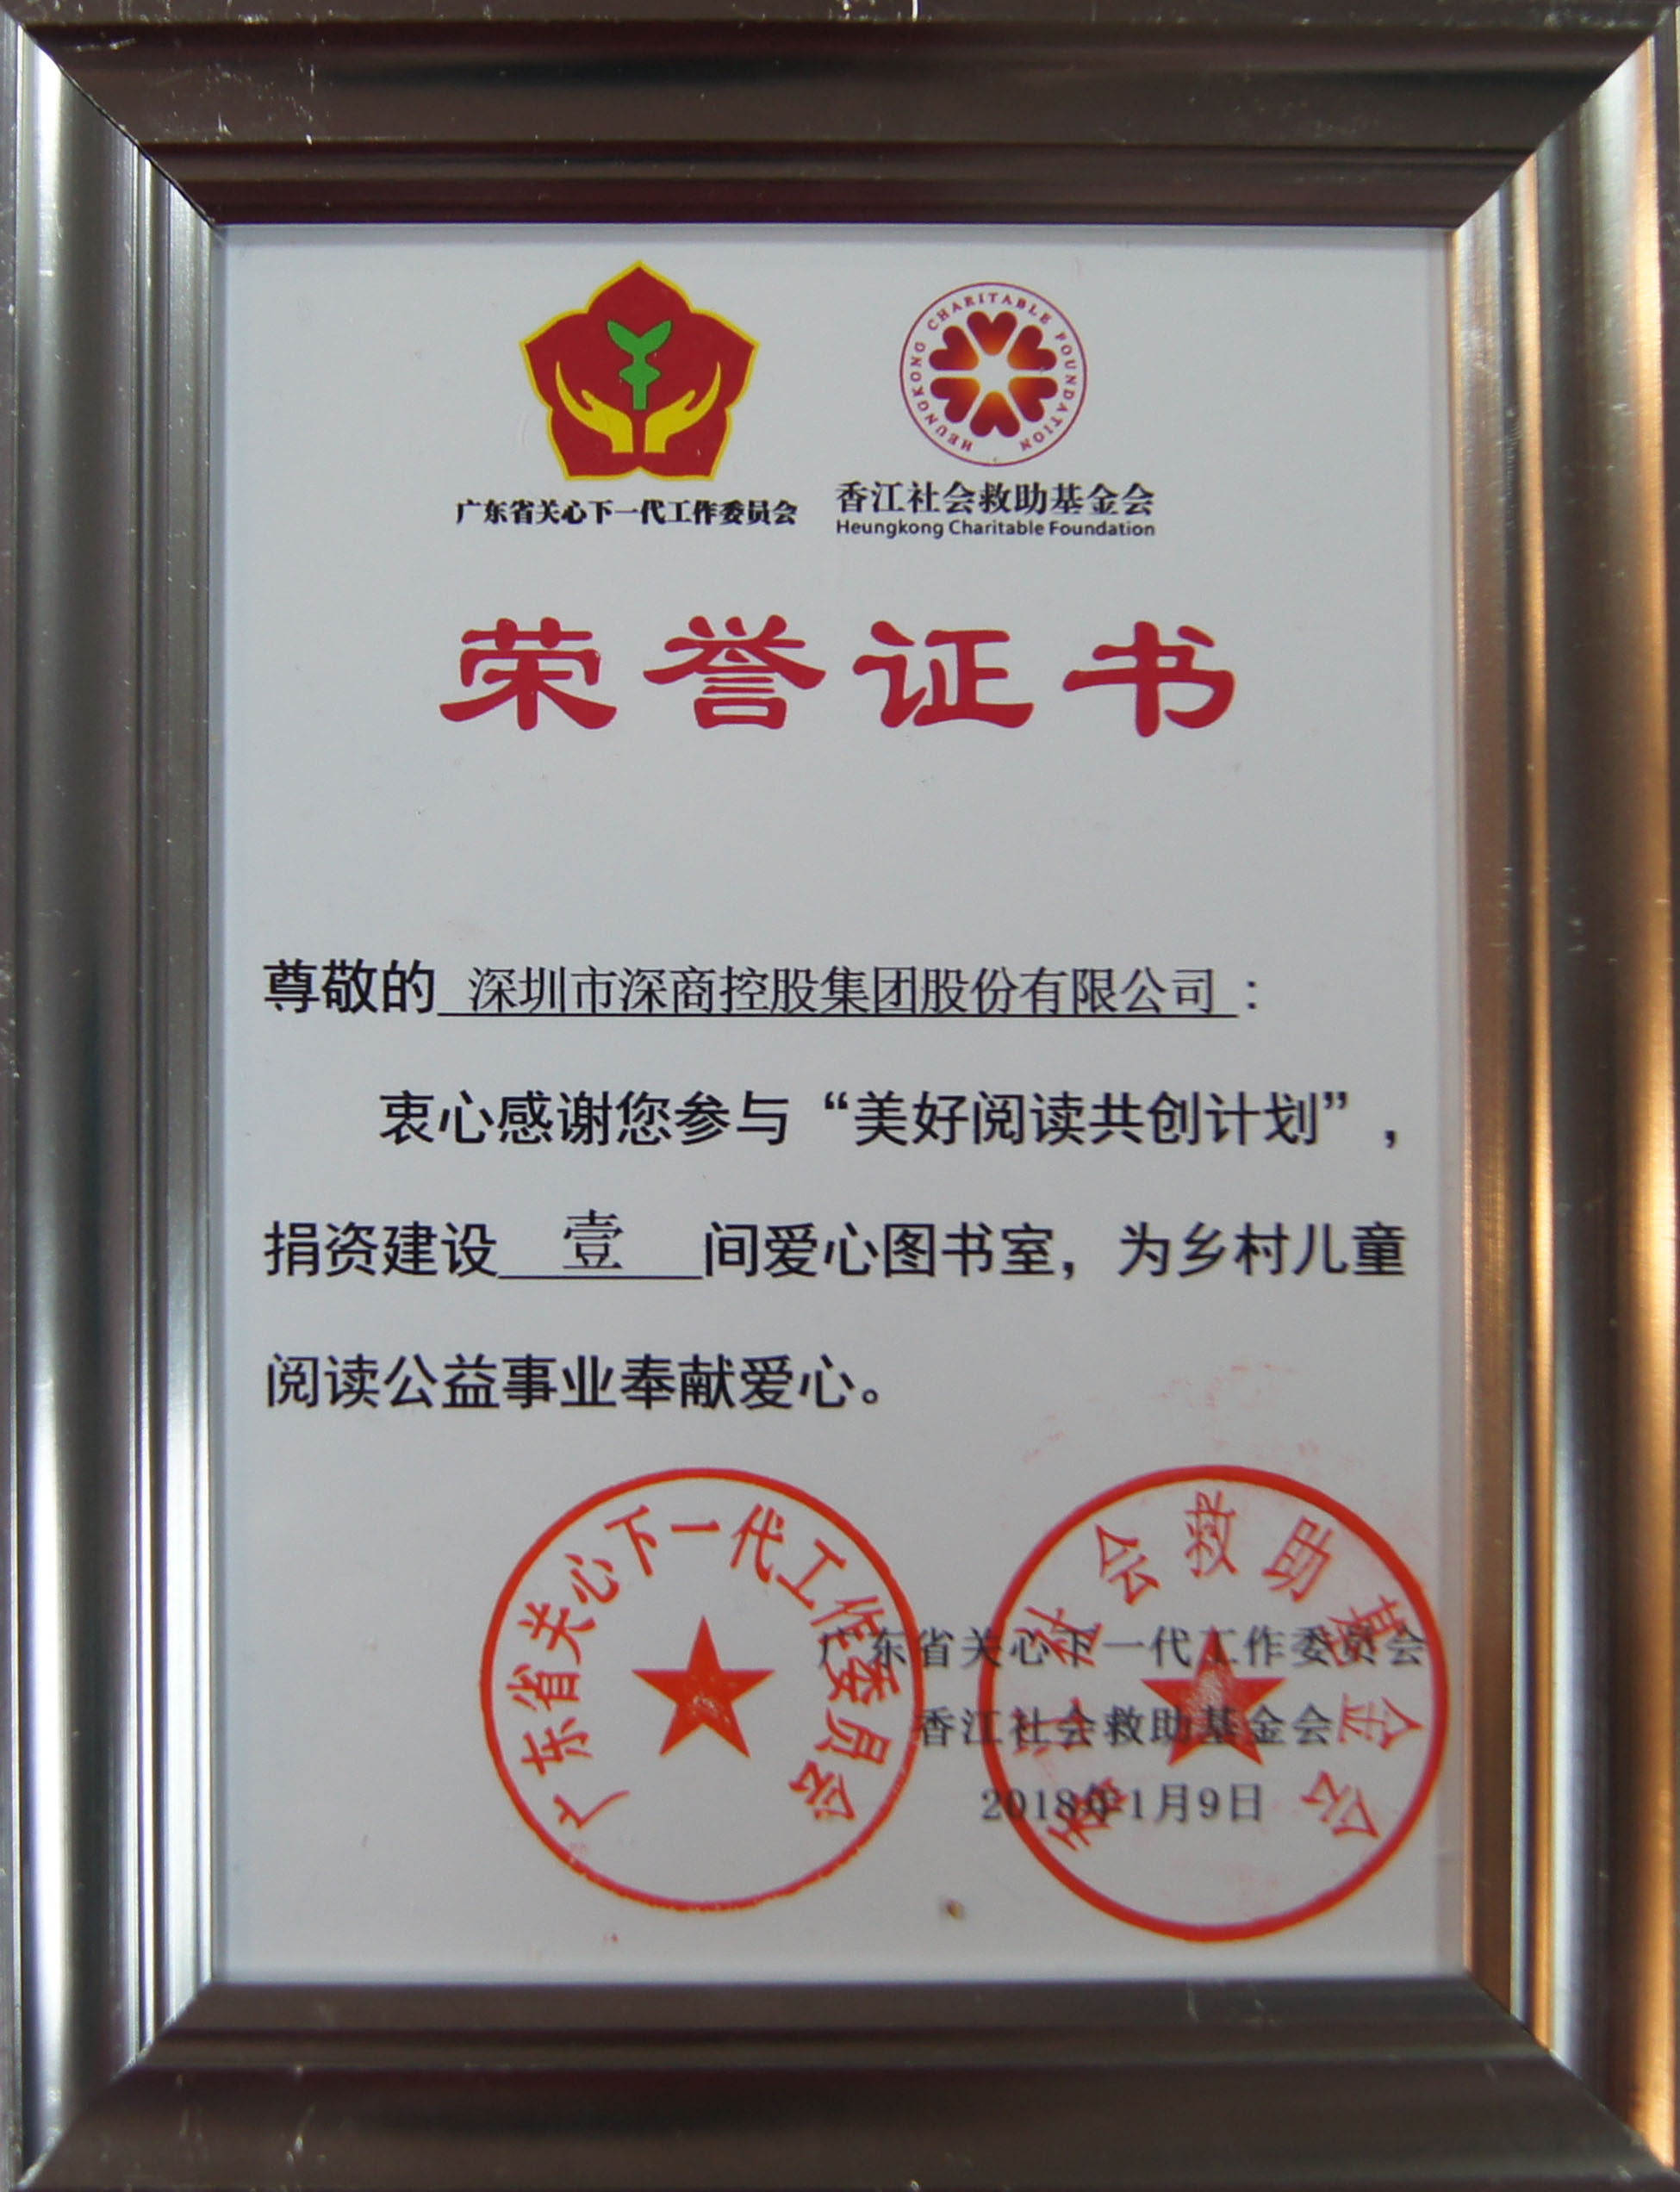 HEUNGKONG CHARITABLE FOUNDATION
广东省关心下一代工作委员会
香江社会救助基金会
Heungkong Charitable Foundation
荣誉证书
尊敬的 深圳市深商控股集团股份有限公司 :
衷心感谢您参与“美好阅读共创计划”,
捐资建设 壹 间爱心图书室，为乡村儿童
阅读公益事业奉献爱心。
广东省关心下一代工作委员会
香江社会救助基金会
广东省关心下一代工作委员会
香江社会救助基金会
2018年1月9日